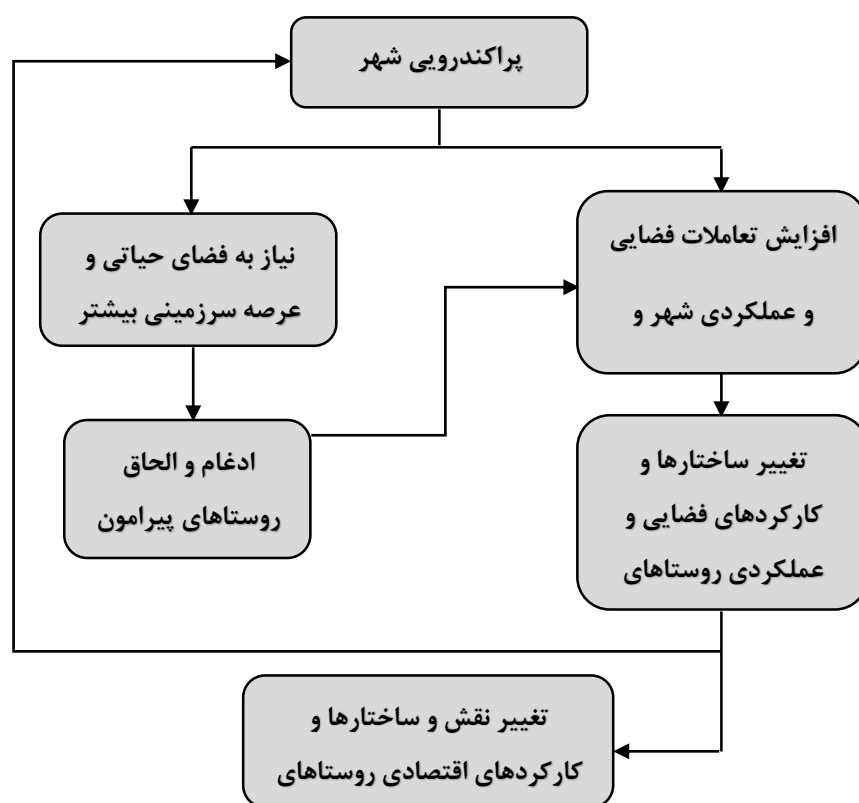 پراکندرویی شهر
افزایش تعاملات فضایی
و عملکردی شهر و
نیاز به فضای حیاتی و
عرصه سرزمینی بیشتر
ادغام و الحاق
روستاهای پیرامون
تغییر ساختارها و
کارکردهای فضایی و
عملکردی روستاهای
تغییر نقش و ساختارها و
کارکردهای اقتصادی روستاهای